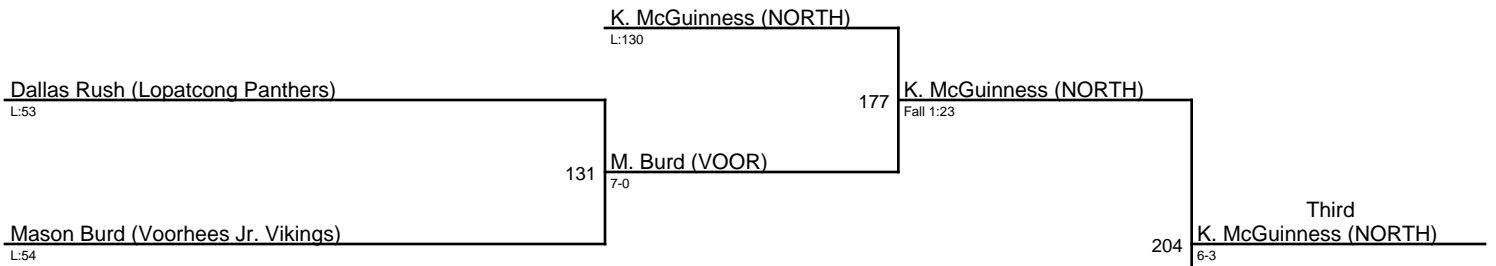 K. McGuinness (NORTH)
L:130
Dallas Rush (Lopatcong Panthers)
L:53
177
K. McGuinness (NORTH)
Fall 1:23
131
M. Burd (VOOR)
7-0
Third
Mason Burd (Voorhees Jr. Vikings)
L:54
204
K. McGuinness (NORTH)
6-3